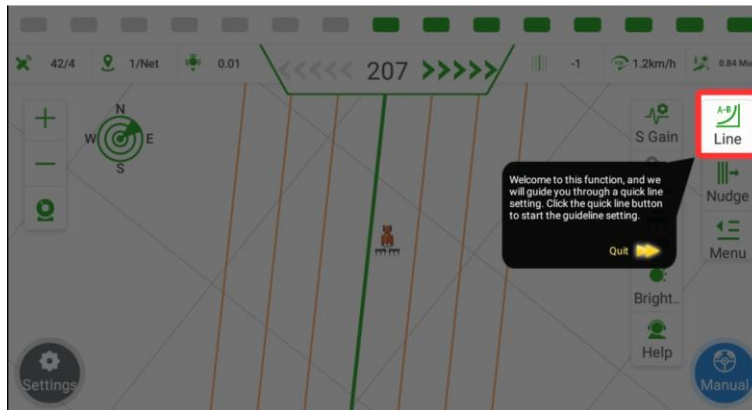 42/4
1/Net
0.01
<<<<< 207 >>>>>
-1
1.2km/h
0.84 Mu
+
N
W
E
S
S Gain
A-B
Line
Welcome to this function, and we
will guide you through a quick line
setting. Click the quick line button
to start the guideline setting.
Quit
Nudge
Menu
Bright..
Help
Settings
Manual